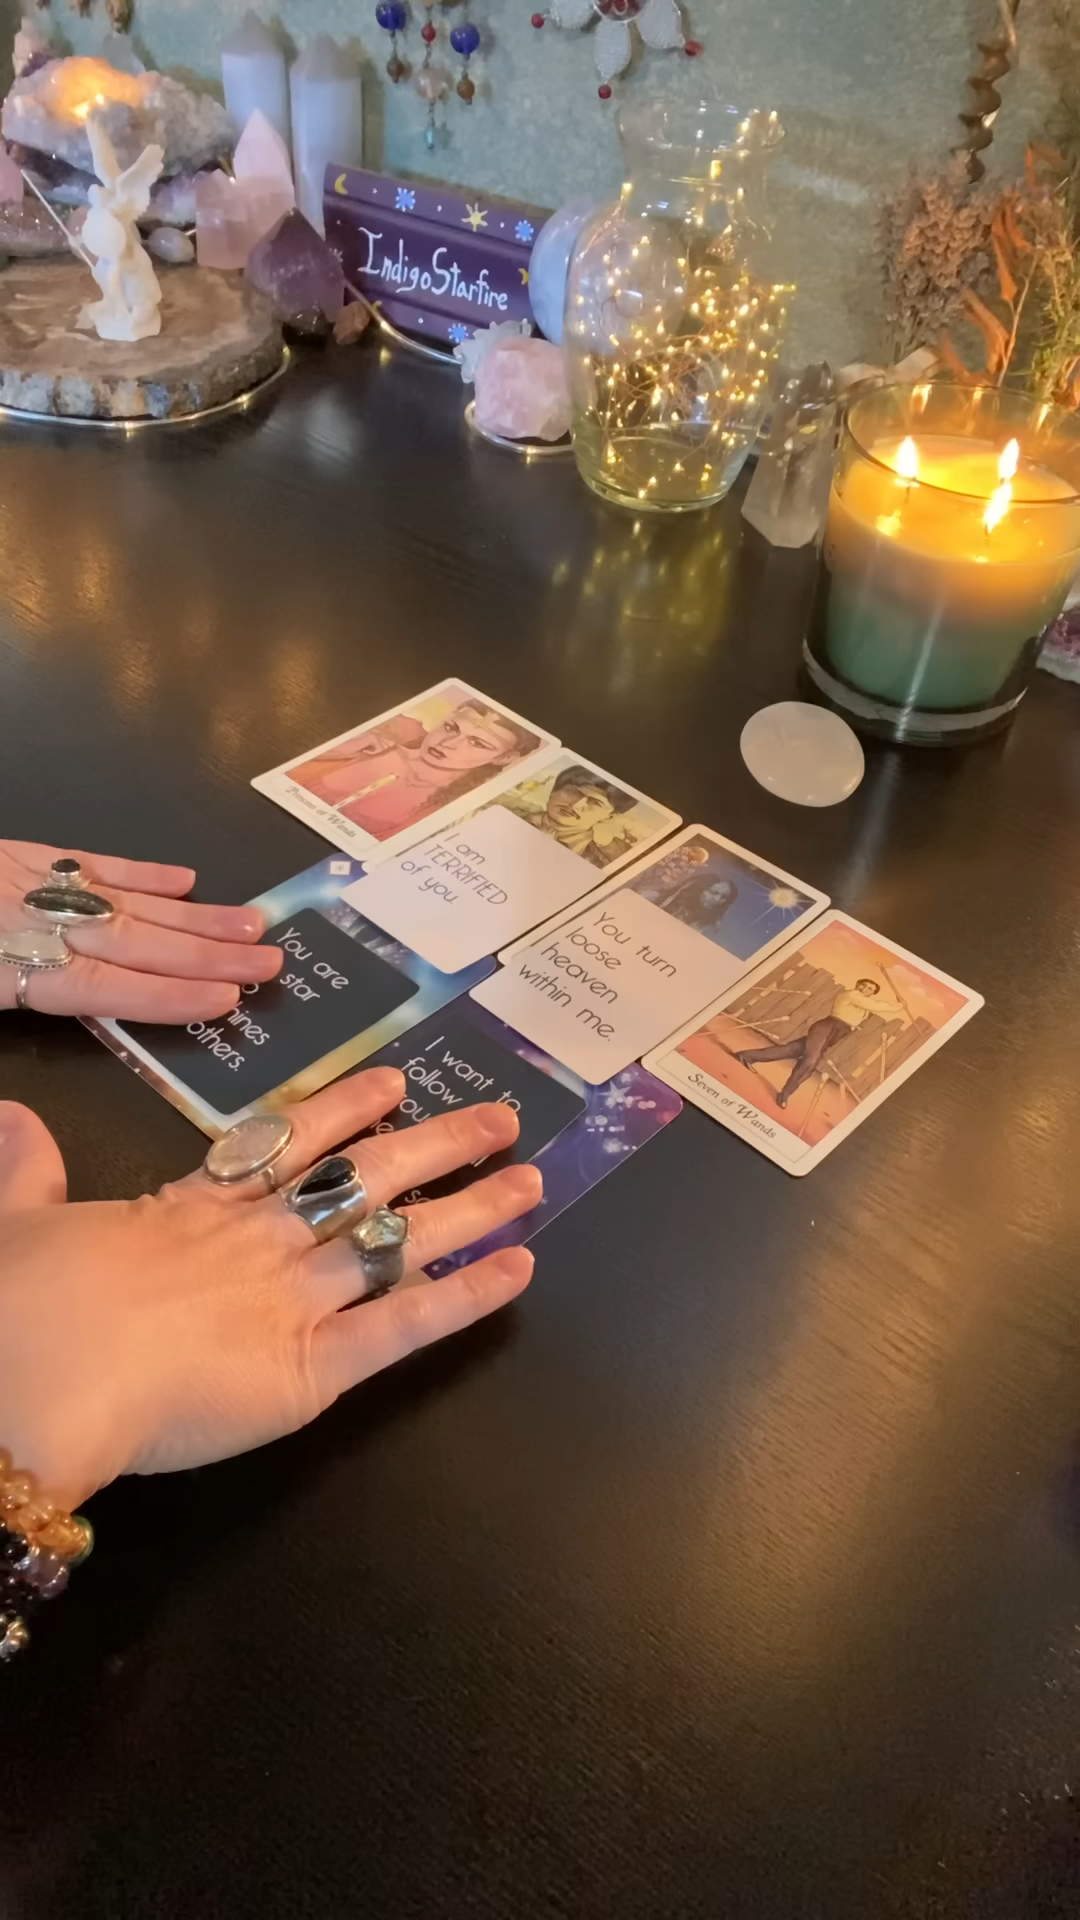 IndigoStarfire
Princess of Wands
I am
TERRIFIED
of you.
You turn
loose
heaven
within me.
Seven of Wands
You are
star
others.
I want to
follow